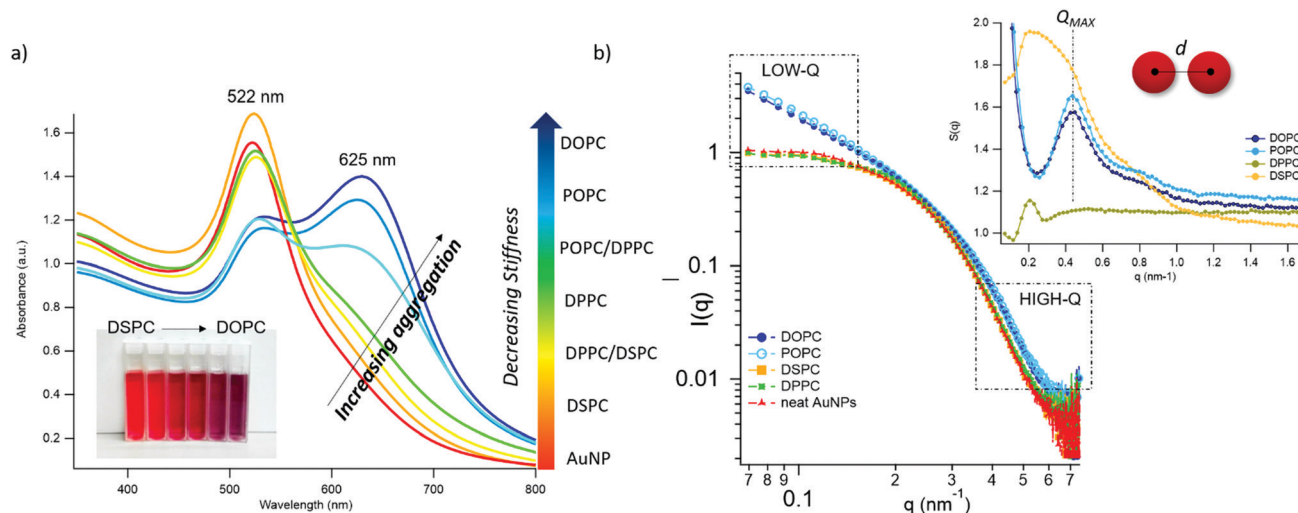 a)
522 nm
625 nm
1.6
1.4
1.2
1.0
0.8
0.6
0.4
0.2
Absorbance (a.u.)
400
500
600
700
800
Wavelength (nm)
DSPC
DOPC
Increasing aggregation
Decreasing Stiffness
DOPC
POPC
POPC/DPPC
DPPC
DPPC/DSPC
DSPC
AuNP
b)
LOW-Q
HIGH-Q
1
0.1
0.01
I(q)
DOPC
POPC
DSPC
DPPC
neat AuNPs
7 8 9 0.1 2 3 4 5 6 7
q (nm-1)
QMAX
d
2.0
1.8
1.6
1.4
1.2
1.0
S(q)
DOPC
POPC
DPPC
DSPC
0.2 0.4 0.6 0.8 1.0 1.2 1.4 1.6
q (nm-1)